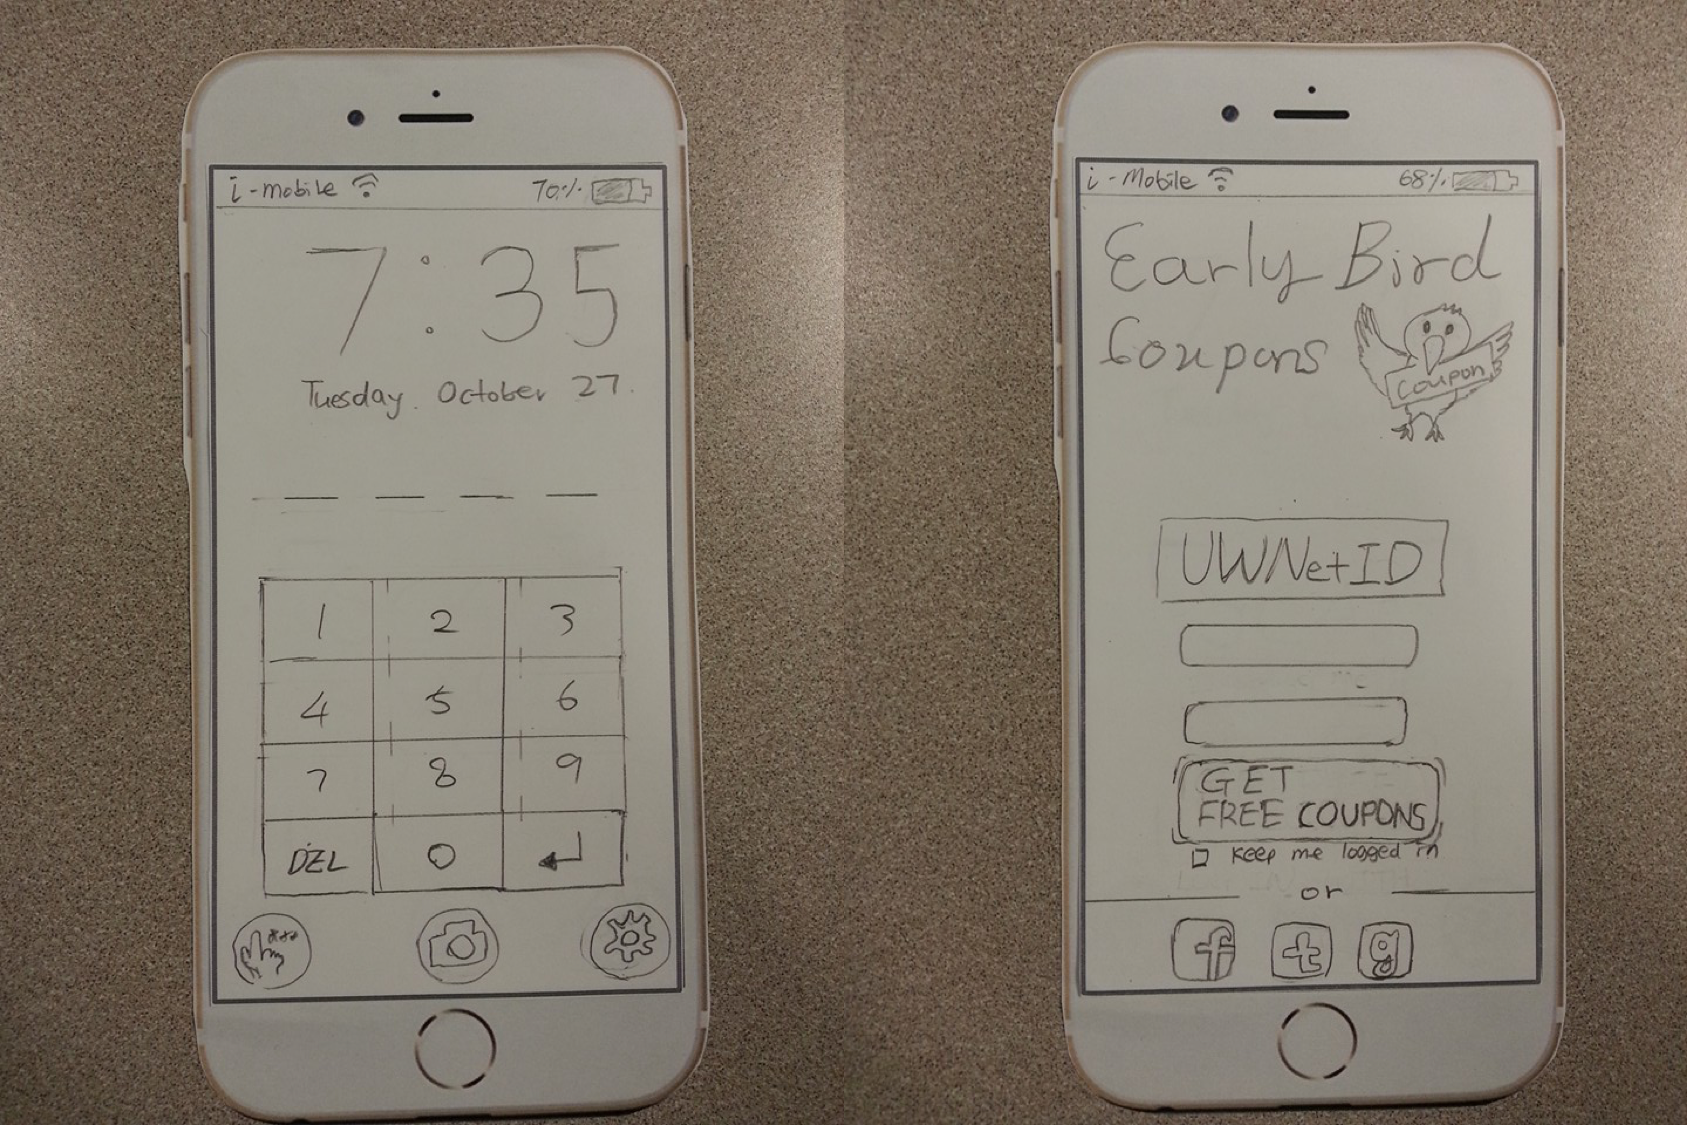 i-mobile 70%
7:35
Tuesday. October 27.
1 2 3
4 5 6
7 8 9
DEL 0
***
i-Mobile 68%
Early Bird
Coupons
Coupon
UWNetID
GET
FREE COUPONS
Keep me logged in
or
f t g